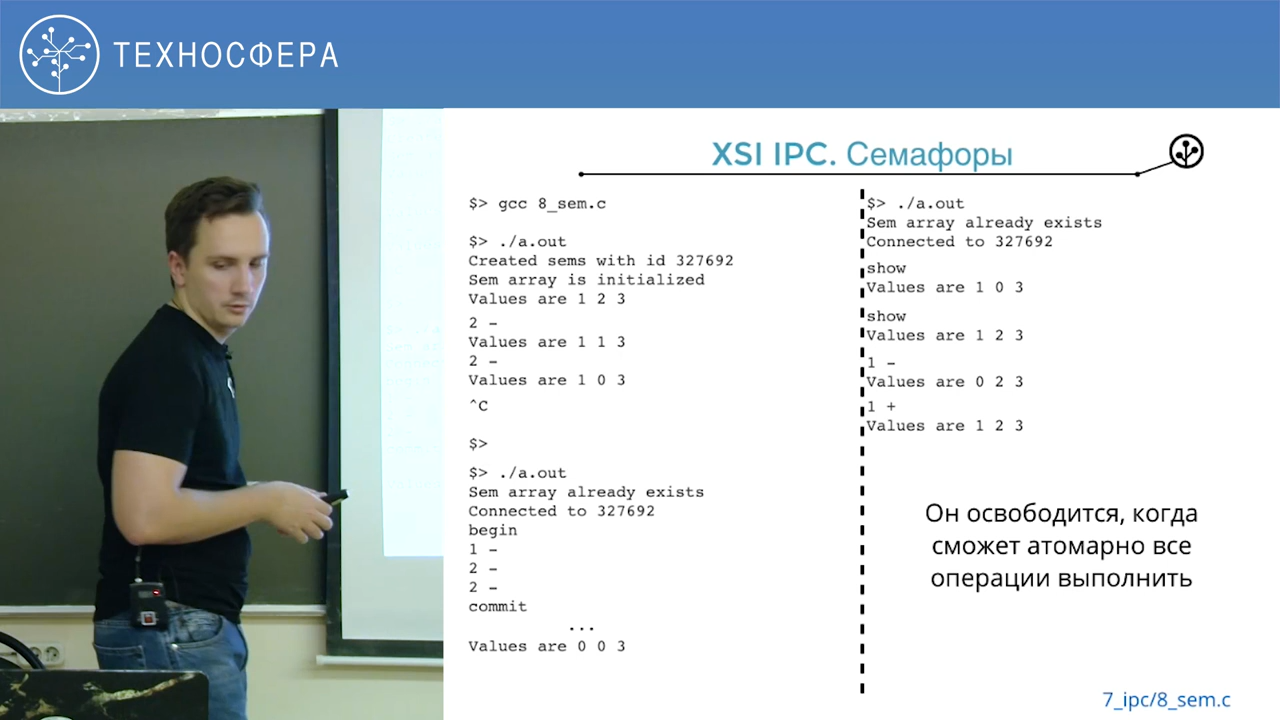 ТЕХНОСФЕРА
XSI IPC. Семафоры
$> gcc 8_sem.c
$> ./a.out
Created sems with id 327692
Sem array is initialized
Values are 1 2 3
2 -
Values are 1 1 3
2 -
Values are 1 0 3
^C
$>
$> ./a.out
Sem array already exists
Connected to 327692
begin
1 -
2 -
2 -
commit
...
Values are 0 0 3
$> ./a.out
Sem array already exists
Connected to 327692
show
Values are 1 0 3
show
Values are 1 2 3
1 -
Values are 0 2 3
1 +
Values are 1 2 3
Он освободится, когда
сможет атомарно все
операции выполнить
7_ipc/8_sem.c